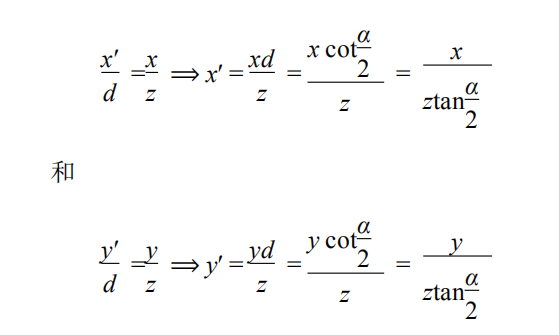 x′/d = x/z ⟹ x′ = xd/z = (x cot α/2)/z = x/(z tan α/2)
和
y′/d = y/z ⟹ y′ = yd/z = (y cot α/2)/z = y/(z tan α/2)